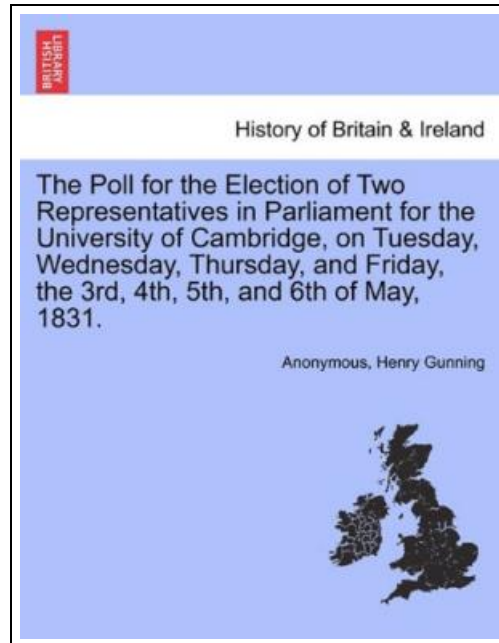 BRITISH
LIBRARY
History of Britain & Ireland
The Poll for the Election of Two
Representatives in Parliament for the
University of Cambridge, on Tuesday,
Wednesday, Thursday, and Friday,
the 3rd, 4th, 5th, and 6th of May,
1831.
Anonymous, Henry Gunning